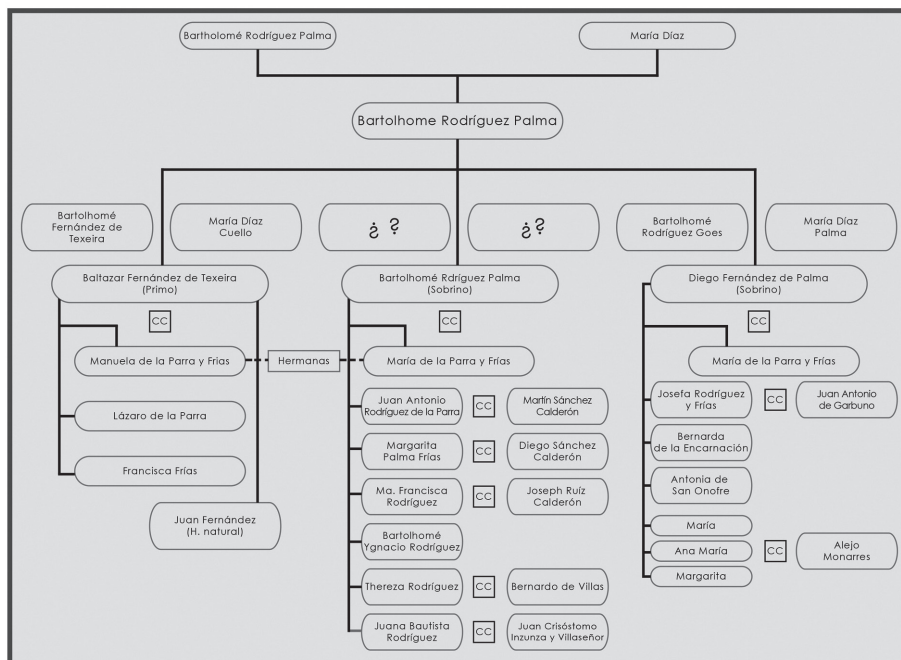 Bartholomé Rodríguez Palma
María Díaz
Bartolhome Rodríguez Palma
Bartolhomé
Fernández de
Texeíra
María Díaz
Cuello
¿ ?
¿ ?
Bartolhomé
Rodríguez Goes
María Díaz
Palma
Baltazar Fernández de Texeira
(Primo)
Bartolhomé Rdríguez Palma
(Sobrino)
Diego Fernández de Palma
(Sobrino)
CC
CC
CC
Manuela de la Parra y Frias
Hermanas
María de la Parra y Frías
María de la Parra y Frías
Lázaro de la Parra
Francisca Frías
Juan Fernández
(H. natural)
Juan Antonio
Rodríguez de la Parra
CC
Martín Sánchez
Calderón
Margarita
Palma Frías
CC
Diego Sánchez
Calderón
Ma. Francisca
Rodríguez
CC
Joseph Ruíz
Calderón
Bartolhomé
Ygnacio Rodríguez
Thereza Rodríguez
CC
Bernardo de Villas
Juana Bautista
Rodríguez
CC
Juan Crisóstomo
Inzunza y Villaseñor
Josefa Rodríguez
y Frías
CC
Juan Antonio
de Garbuno
Bernarda
de la Encarnación
Antonia de
San Onofre
María
Ana María
CC
Alejo
Monarres
Margarita